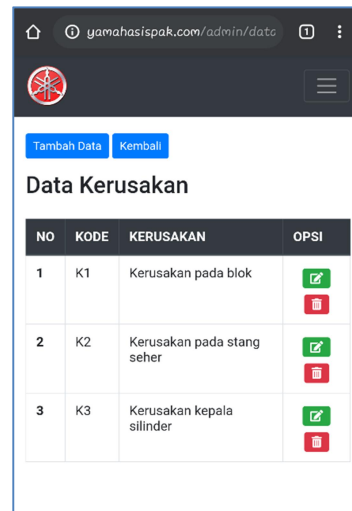 yamahasispak.com/admin/data
1
Tambah Data Kembali
Data Kerusakan
NO KODE KERUSAKAN OPSI
1 K1 Kerusakan pada blok
2 K2 Kerusakan pada stang
seher
3 K3 Kerusakan kepala
silinder